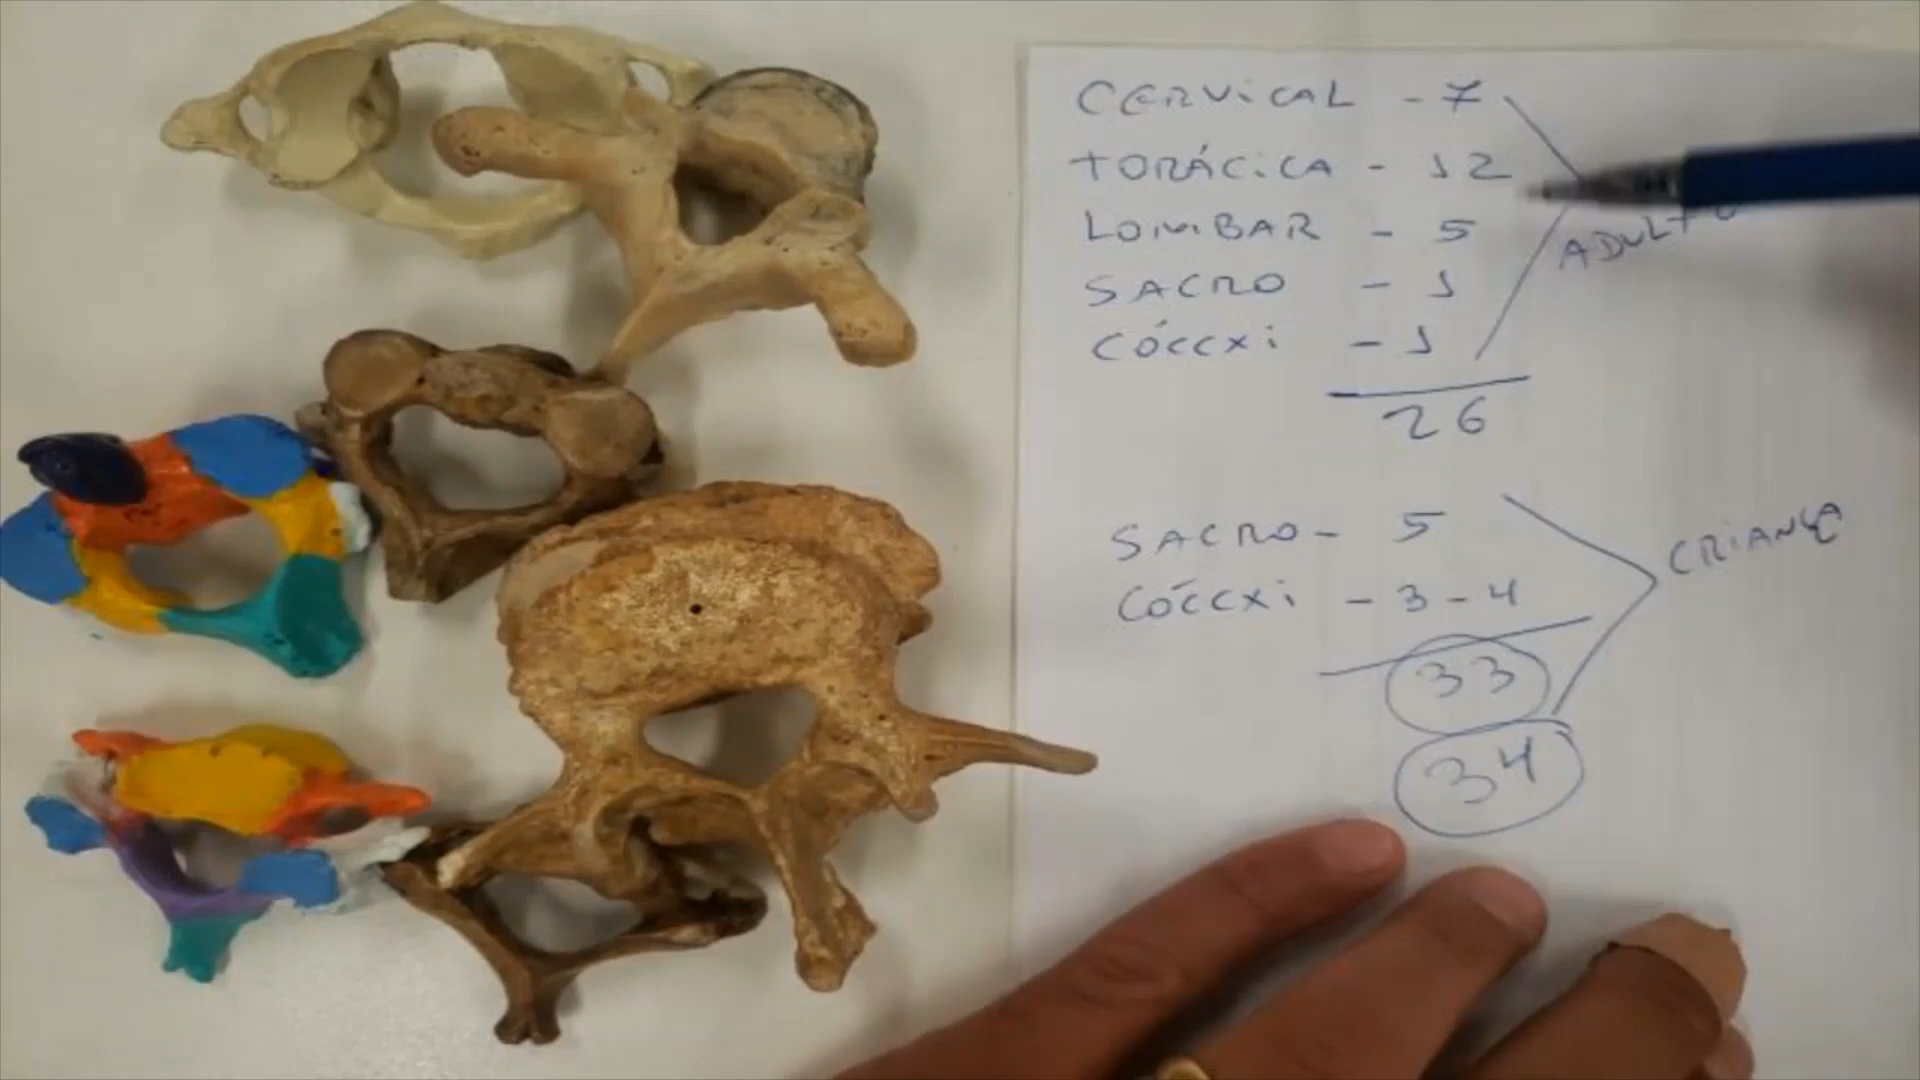 CERVICAL - 7
TORÁCICA - 12
LOMBAR - 5
ADULTO
SACRO - 1
CÓCCXI - 1
26
SACRO - 5
CRIANÇA
CÓCCXI - 3 - 4
33
34